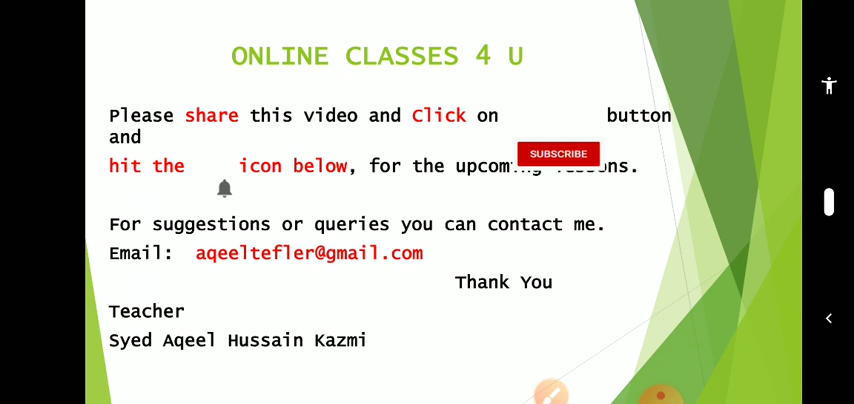 ONLINE CLASSES 4 U
Please share this video and Click on button
and
SUBSCRIBE
hit the icon below, for the upcoming lessons.
For suggestions or queries you can contact me.
Email: aqeeltefler@gmail.com
Thank You
Teacher
Syed Aqeel Hussain Kazmi